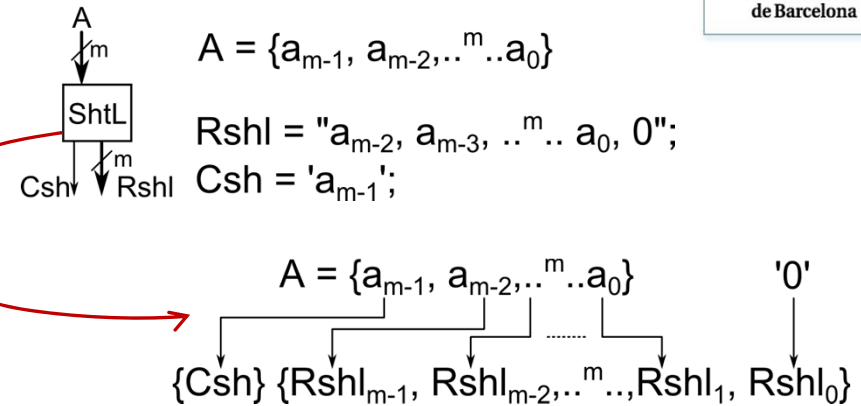 de Barcelona
A
m
ShtL
m
Csh Rshl
A = {aₘ₋₁, aₘ₋₂,..ᵐ..a₀}
Rshl = "aₘ₋₂, aₘ₋₃, ..ᵐ.. a₀, 0";
Csh = 'aₘ₋₁';
A = {aₘ₋₁, aₘ₋₂,..ᵐ..a₀} '0'
{Csh} {Rshlₘ₋₁, Rshlₘ₋₂,..ᵐ..,Rshl₁, Rshl₀}